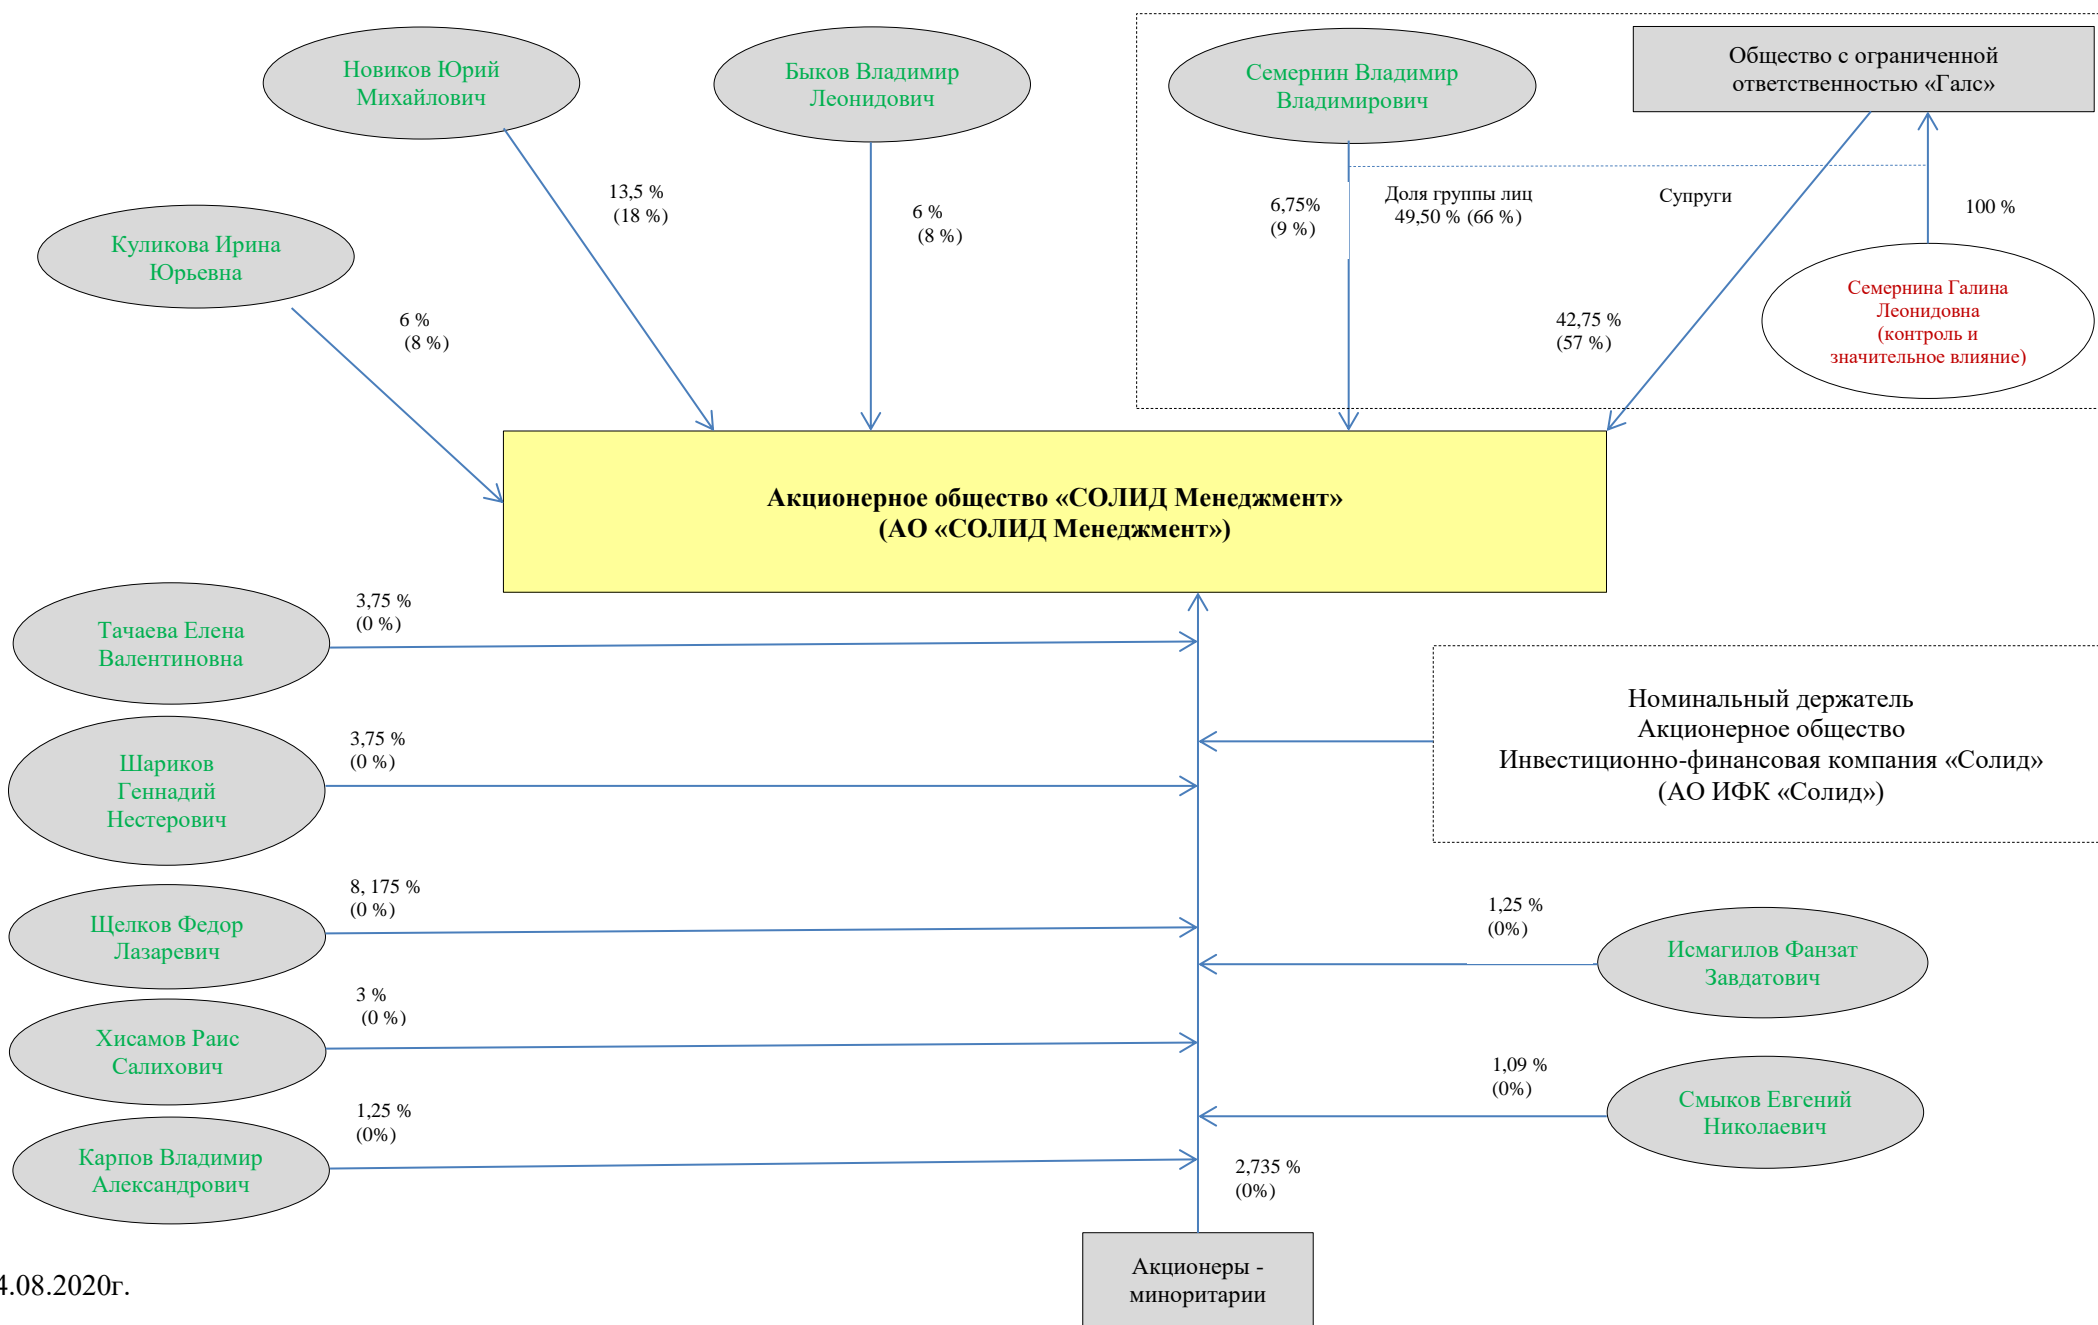 Новиков Юрий
Михайлович
Быков Владимир
Леонидович
Семернин Владимир
Владимирович
Общество с ограниченной
ответственностью «Галс»
Куликова Ирина
Юрьевна
13,5 %
(18 %)
6 %
(8 %)
6,75%
(9 %)
Доля группы лиц
49,50 % (66 %)
Супруги
100 %
6 %
(8 %)
42,75 %
(57 %)
Семернина Галина
Леонидовна
(контроль и
значительное влияние)
Акционерное общество «СОЛИД Менеджмент»
(АО «СОЛИД Менеджмент»)
Тачаева Елена
Валентиновна
3,75 %
(0 %)
Номинальный держатель
Акционерное общество
Инвестиционно-финансовая компания «Солид»
(АО ИФК «Солид»)
Шариков
Геннадий
Нестерович
3,75 %
(0 %)
Щелков Федор
Лазаревич
8, 175 %
(0 %)
1,25 %
(0%)
Исмагилов Фанзат
Завдатович
Хисамов Раис
Салихович
3 %
(0 %)
1,09 %
(0%)
Смыков Евгений
Николаевич
Карпов Владимир
Александрович
1,25 %
(0%)
2,735 %
(0%)
Акционеры -
миноритарии
4.08.2020г.